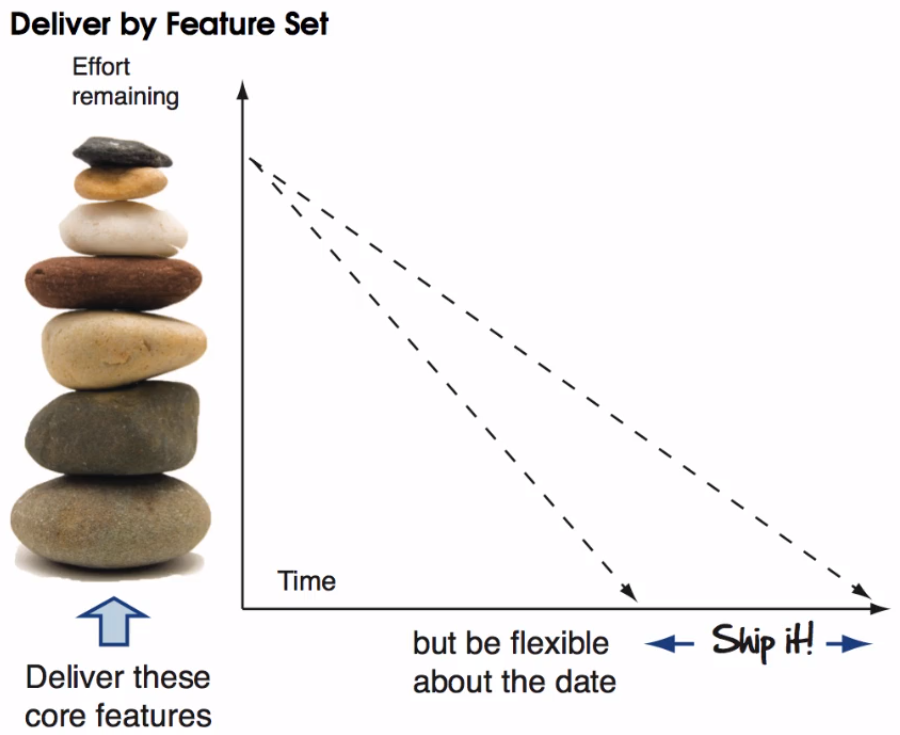 Deliver by Feature Set
Effort
remaining
Time
but be flexible
about the date
Ship it!
Deliver these
core features